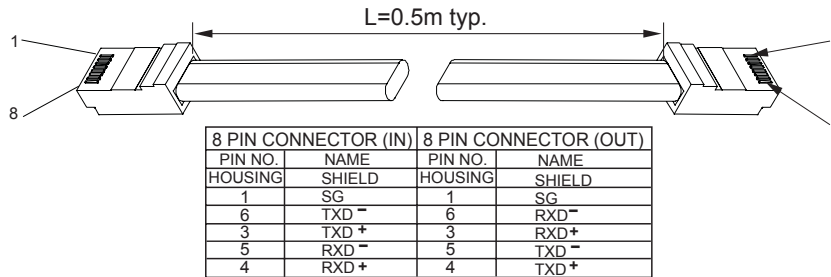 L=0.5m typ.
1
8
8 PIN CONNECTOR (IN) 8 PIN CONNECTOR (OUT)
PIN NO. NAME PIN NO. NAME
HOUSING SHIELD HOUSING SHIELD
1 SG 1 SG
6 TXD - 6 RXD-
3 TXD + 3 RXD+
5 RXD - 5 TXD -
4 RXD + 4 TXD +